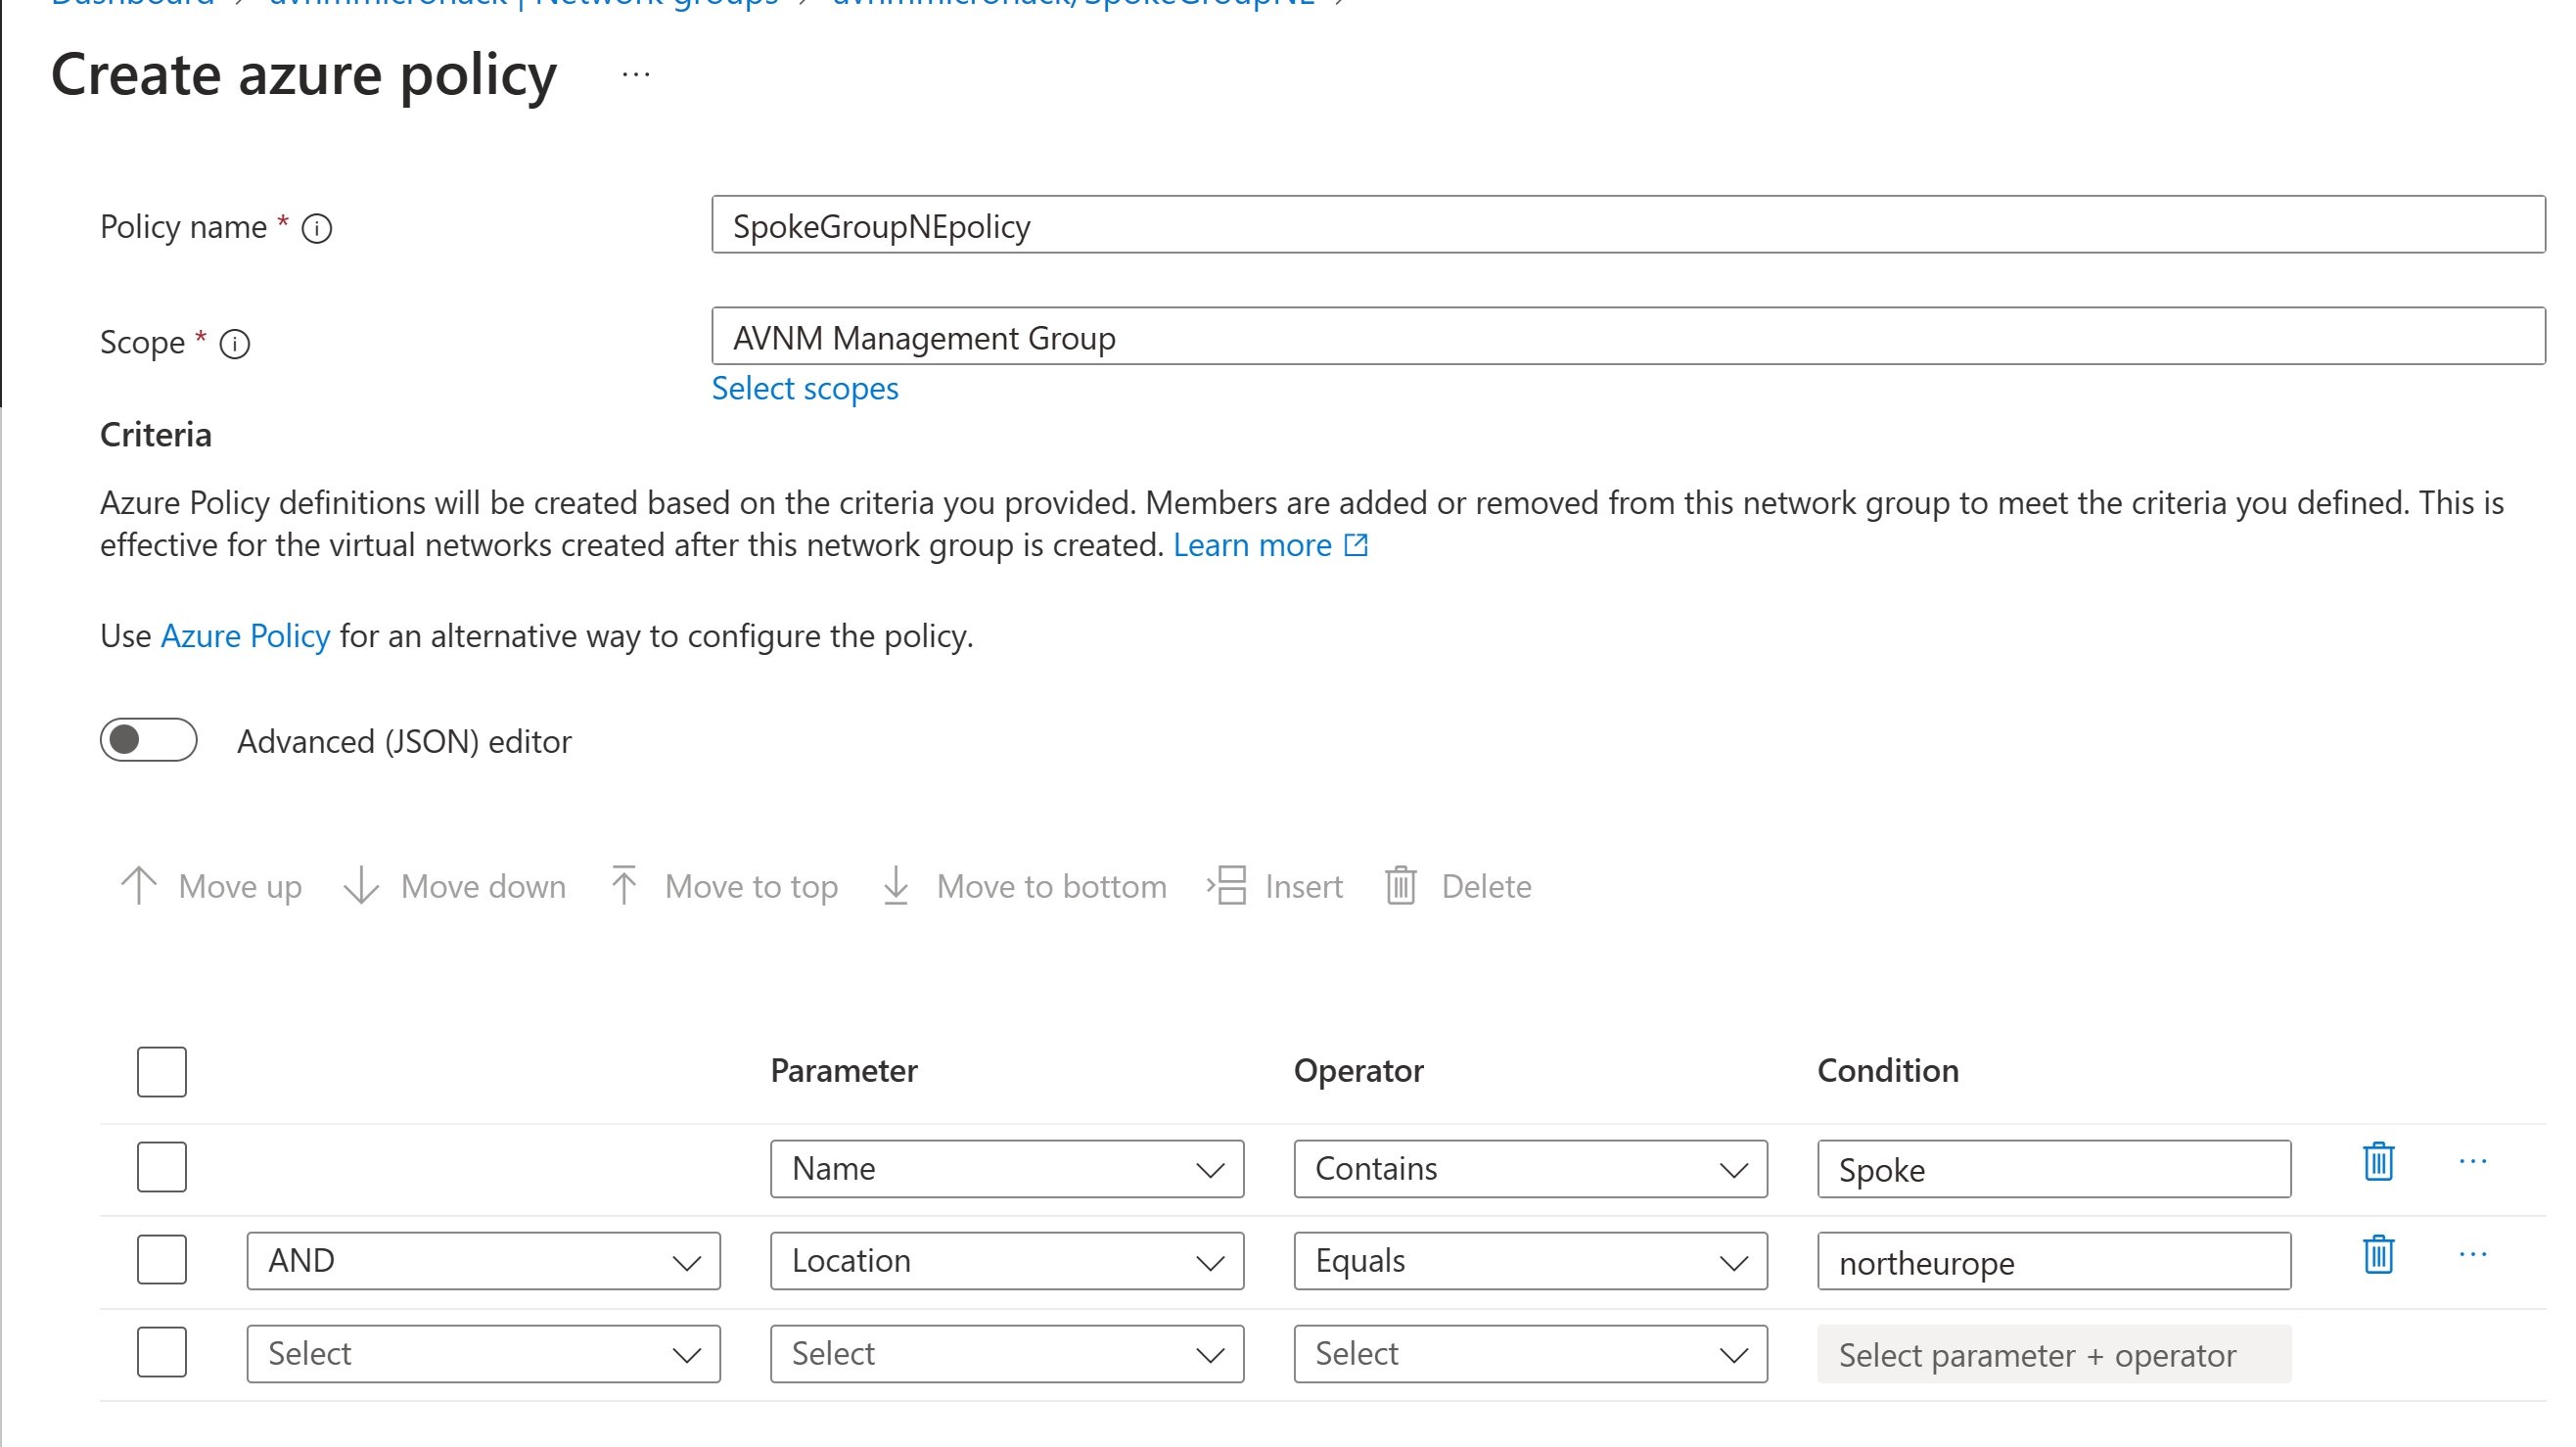 Dashboard > avnmmicrohack | Network groups > avnmmicrohack/SpokeGroupNE >
Create azure policy ...
Policy name * SpokeGroupNEpolicy
Scope * AVNM Management Group
Select scopes
Criteria
Azure Policy definitions will be created based on the criteria you provided. Members are added or removed from this network group to meet the criteria you defined. This is
effective for the virtual networks created after this network group is created. Learn more
Use Azure Policy for an alternative way to configure the policy.
Advanced (JSON) editor
Move up Move down Move to top Move to bottom Insert Delete
Parameter Operator Condition
Name Contains Spoke ...
AND Location Equals northeurope ...
Select Select Select Select parameter + operator